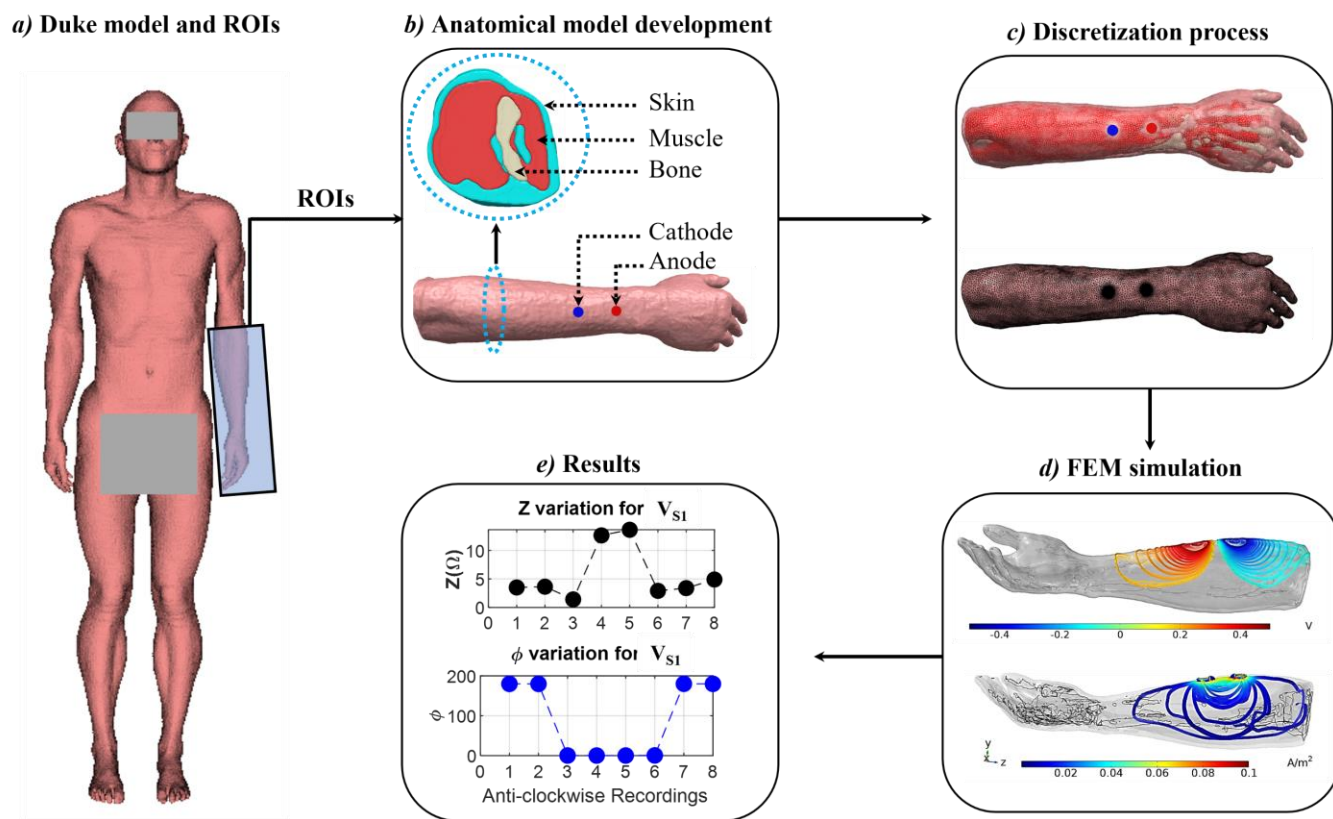 a) Duke model and ROIs
ROIs
b) Anatomical model development
Skin
Muscle
Bone
Cathode
Anode
c) Discretization process
d) FEM simulation
-0.4 -0.2 0 0.2 0.4 V
y
x z
0.02 0.04 0.06 0.08 0.1 A/m²
e) Results
Z variation for V_S1
Z(Ω)
10
5
0
0 1 2 3 4 5 6 7 8
ϕ variation for V_S1
ϕ
200
100
0
0 1 2 3 4 5 6 7 8
Anti-clockwise Recordings